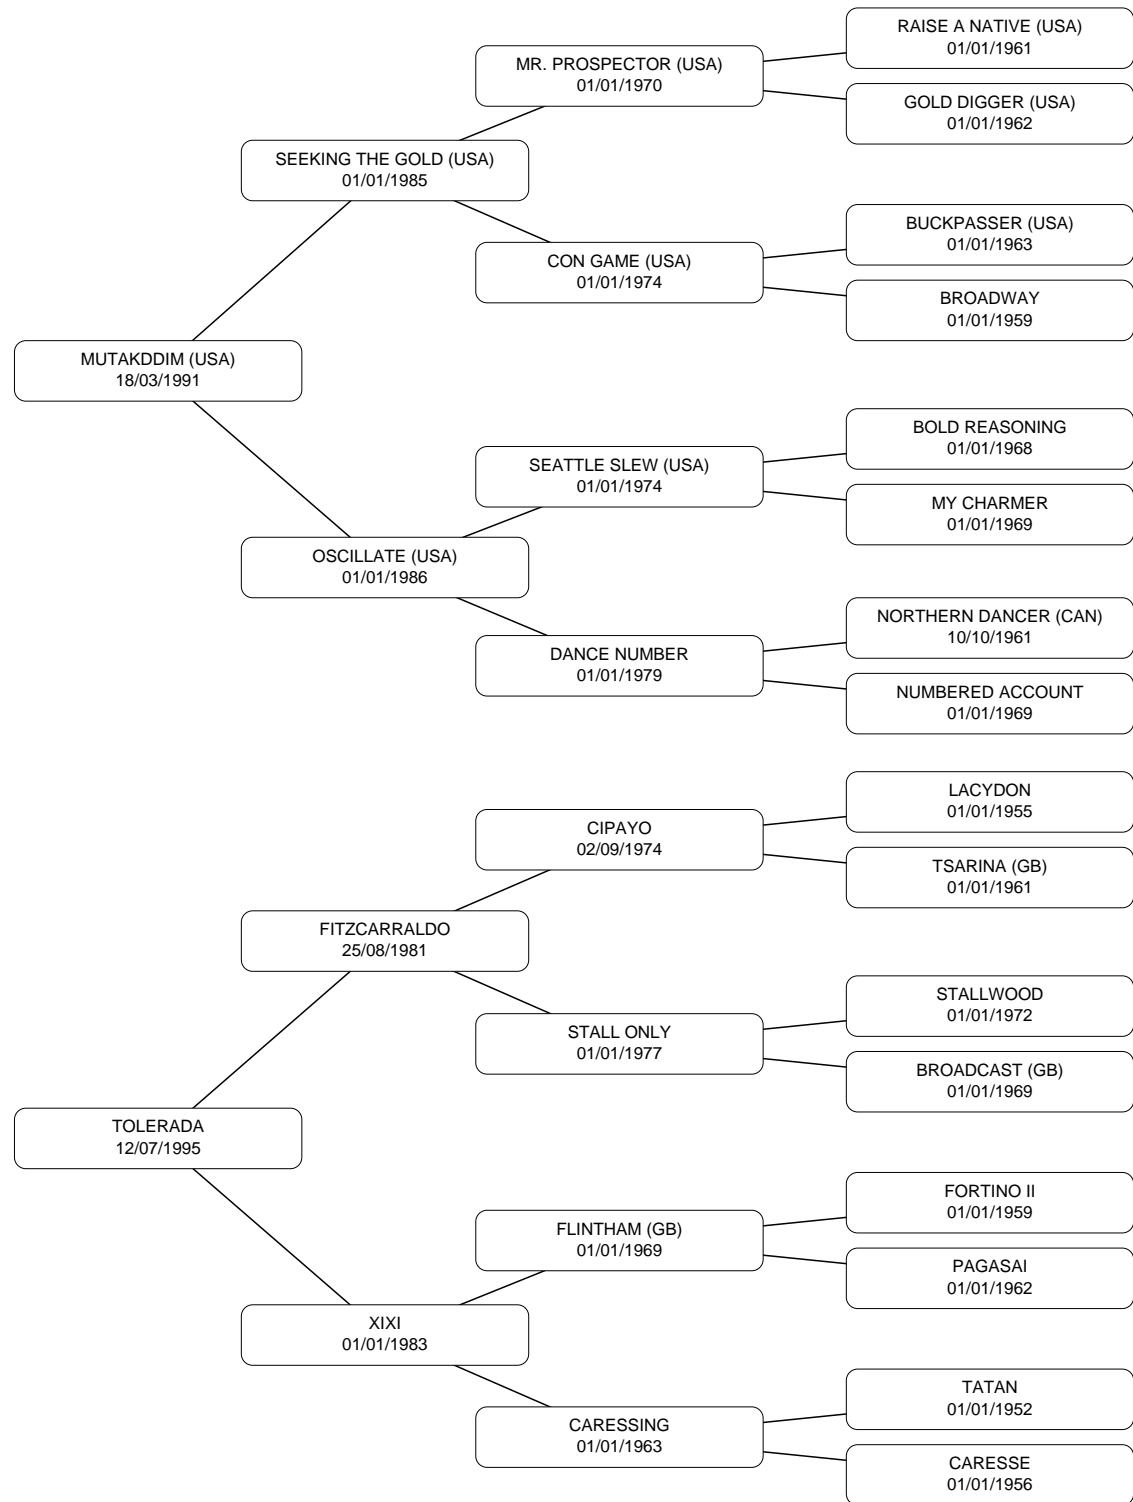 RAISE A NATIVE (USA)
01/01/1961
MR. PROSPECTOR (USA)
01/01/1970
GOLD DIGGER (USA)
01/01/1962
SEEKING THE GOLD (USA)
01/01/1985
BUCKPASSER (USA)
01/01/1963
CON GAME (USA)
01/01/1974
BROADWAY
01/01/1959
MUTAKDDIM (USA)
18/03/1991
BOLD REASONING
01/01/1968
SEATTLE SLEW (USA)
01/01/1974
MY CHARMER
01/01/1969
OSCILLATE (USA)
01/01/1986
NORTHERN DANCER (CAN)
10/10/1961
DANCE NUMBER
01/01/1979
NUMBERED ACCOUNT
01/01/1969
LACYDON
01/01/1955
CIPAYO
02/09/1974
TSARINA (GB)
01/01/1961
FITZCARRALDO
25/08/1981
STALLWOOD
01/01/1972
STALL ONLY
01/01/1977
BROADCAST (GB)
01/01/1969
TOLERADA
12/07/1995
FORTINO II
01/01/1959
FLINTHAM (GB)
01/01/1969
PAGASAI
01/01/1962
XIXI
01/01/1983
TATAN
01/01/1952
CARESSING
01/01/1963
CARESSE
01/01/1956